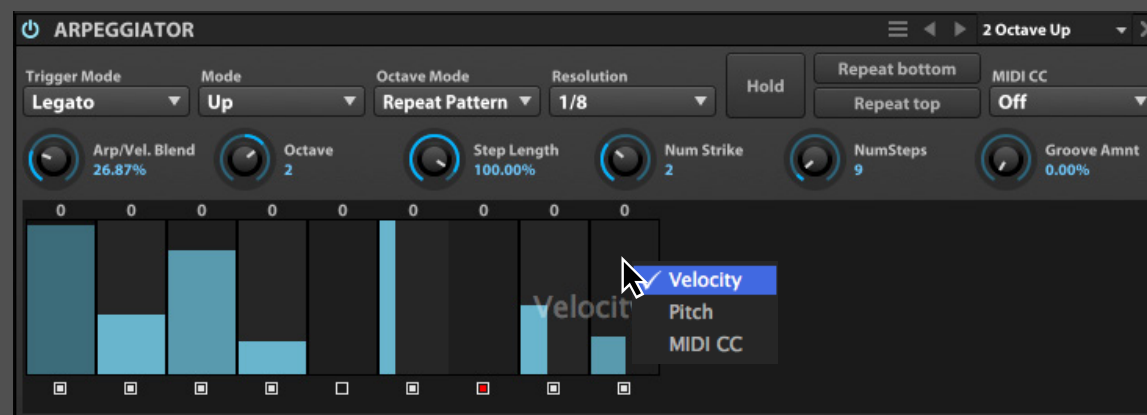 ARPEGGIATOR
2 Octave Up
Trigger Mode Mode Octave Mode Resolution
Legato Up Repeat Pattern 1/8
Hold
Repeat bottom
Repeat top
MIDI CC
Off
Arp/Vel. Blend Octave Step Length Num Strike NumSteps Groove Amnt
26.87% 2 100.00% 2 9 0.00%
0 0 0 0 0 0 0 0 0
Velocit
Velocity
Pitch
MIDI CC